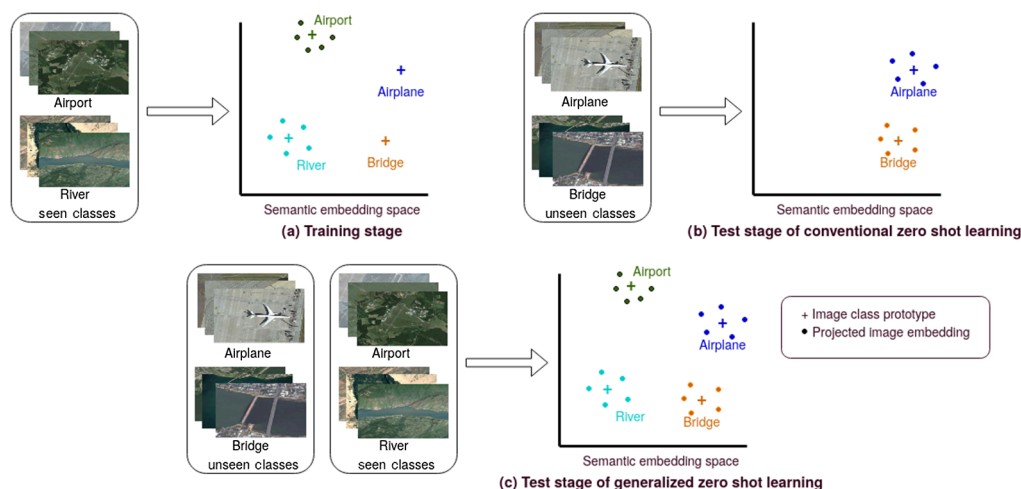 Airport
River
seen classes
Airport
Airplane
River
Bridge
Semantic embedding space
(a) Training stage
Airplane
Bridge
unseen classes
Airplane
Bridge
Semantic embedding space
(b) Test stage of conventional zero shot learning
Airplane
Bridge
unseen classes
Airport
River
seen classes
Airport
Airplane
River
Bridge
Semantic embedding space
(c) Test stage of generalized zero shot learning
+ Image class prototype
● Projected image embedding